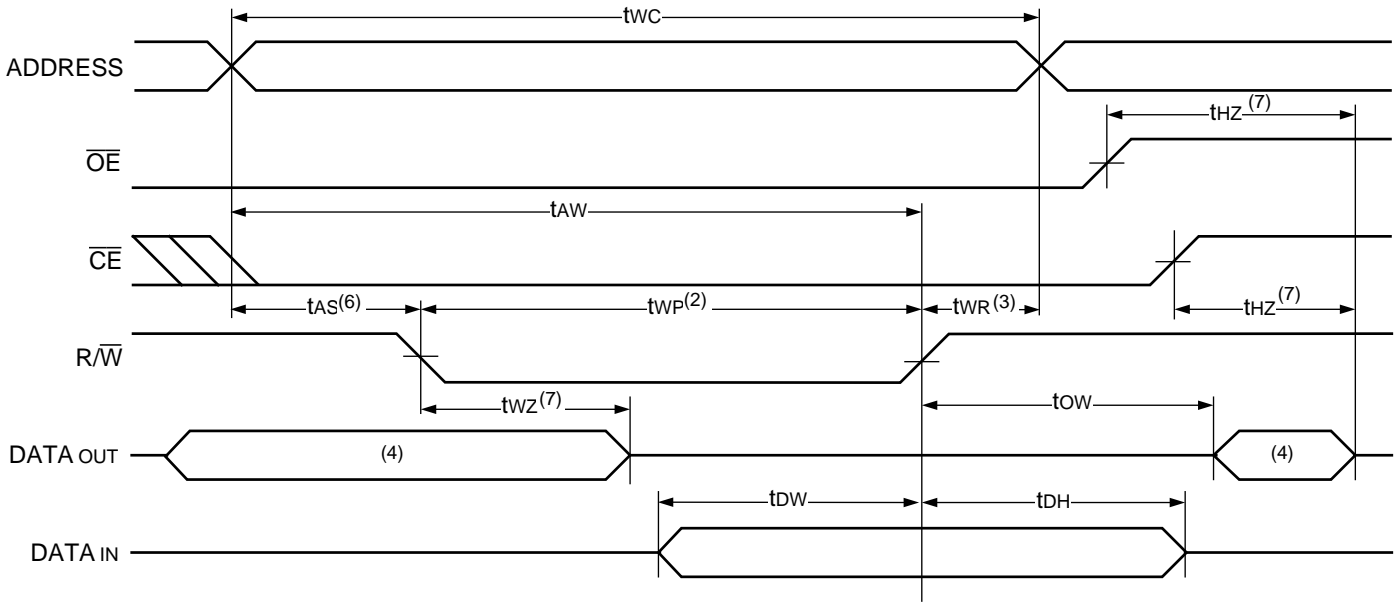 tWC
ADDRESS
tHZ(7)
OE
tAW
CE
tAS(6)
tWP(2)
tWR(3)
tHZ(7)
R/W
tWZ(7)
tOW
DATA OUT
(4)
(4)
tDW
tDH
DATA IN